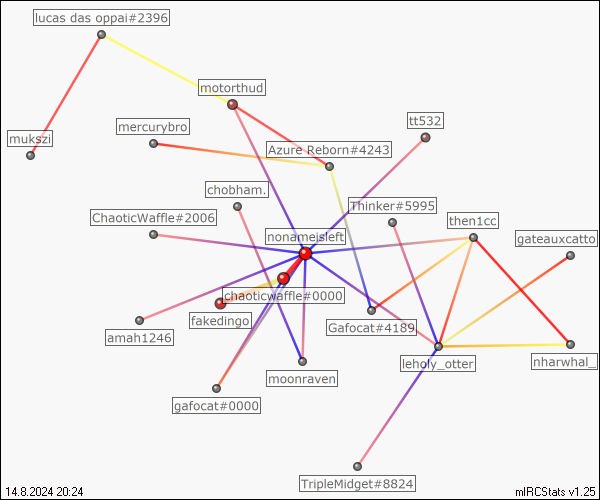 lucas das oppai#2396
motorthud
mercurybro
tt532
mukszi
Azure Reborn#4243
chobham.
Thinker#5995
ChaoticWaffle#2006
then1cc
nonameisleft
gateauxcatto
chaoticwaffle#0000
fakedingo
Gafocat#4189
amah1246
leholy_otter
nharwhal_
moonraven
gafocat#0000
TripleMidget#8824
14.8.2024 20:24
mIRCStats v1.25